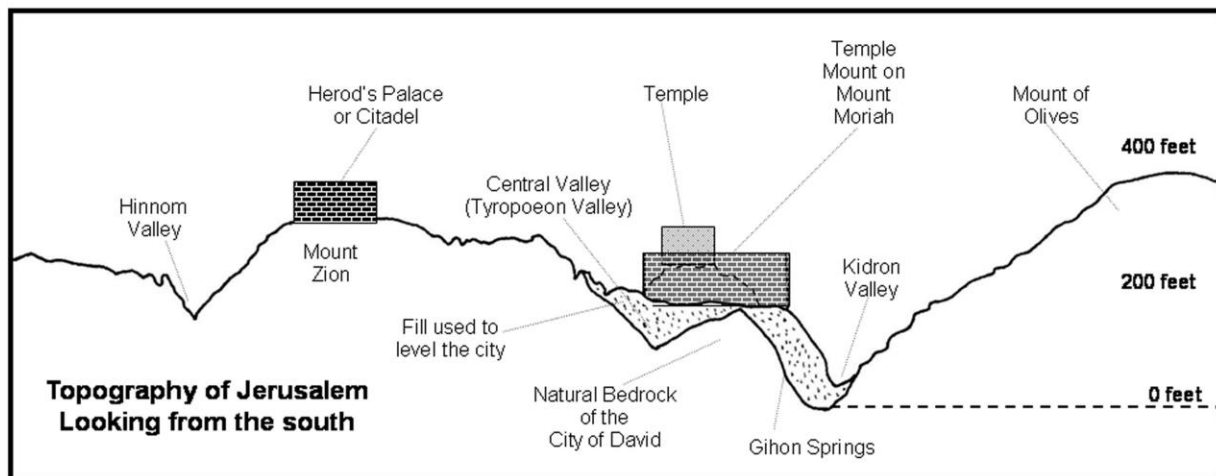 Herod's Palace
or Citadel
Temple
Temple
Mount on
Mount
Moriah
Mount of
Olives
400 feet
Hinnom
Valley
Central Valley
(Tyropoeon Valley)
Mount
Zion
Kidron
Valley
200 feet
Fill used to
level the city
Topography of Jerusalem
Looking from the south
Natural Bedrock
of the
City of David
Gihon Springs
0 feet